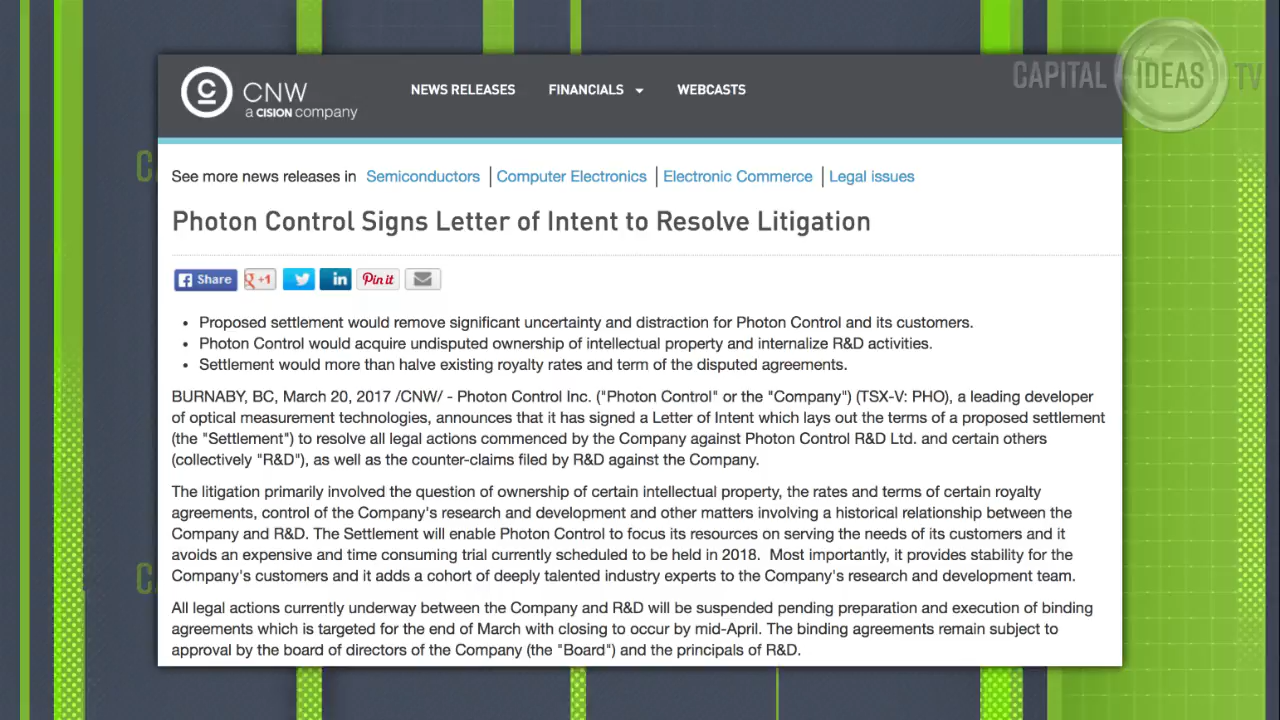 CAPITAL IDEAS TV
CNW
a CISION company
NEWS RELEASES FINANCIALS WEBCASTS
See more news releases in Semiconductors | Computer Electronics | Electronic Commerce | Legal issues
Photon Control Signs Letter of Intent to Resolve Litigation
Share +1 in Pin it
• Proposed settlement would remove significant uncertainty and distraction for Photon Control and its customers.
• Photon Control would acquire undisputed ownership of intellectual property and internalize R&D activities.
• Settlement would more than halve existing royalty rates and term of the disputed agreements.
BURNABY, BC, March 20, 2017 /CNW/ - Photon Control Inc. ("Photon Control" or the "Company") (TSX-V: PHO), a leading developer
of optical measurement technologies, announces that it has signed a Letter of Intent which lays out the terms of a proposed settlement
(the "Settlement") to resolve all legal actions commenced by the Company against Photon Control R&D Ltd. and certain others
(collectively "R&D"), as well as the counter-claims filed by R&D against the Company.
The litigation primarily involved the question of ownership of certain intellectual property, the rates and terms of certain royalty
agreements, control of the Company's research and development and other matters involving a historical relationship between the
Company and R&D. The Settlement will enable Photon Control to focus its resources on serving the needs of its customers and it
avoids an expensive and time consuming trial currently scheduled to be held in 2018. Most importantly, it provides stability for the
Company's customers and it adds a cohort of deeply talented industry experts to the Company's research and development team.
All legal actions currently underway between the Company and R&D will be suspended pending preparation and execution of binding
agreements which is targeted for the end of March with closing to occur by mid-April. The binding agreements remain subject to
approval by the board of directors of the Company (the "Board") and the principals of R&D.